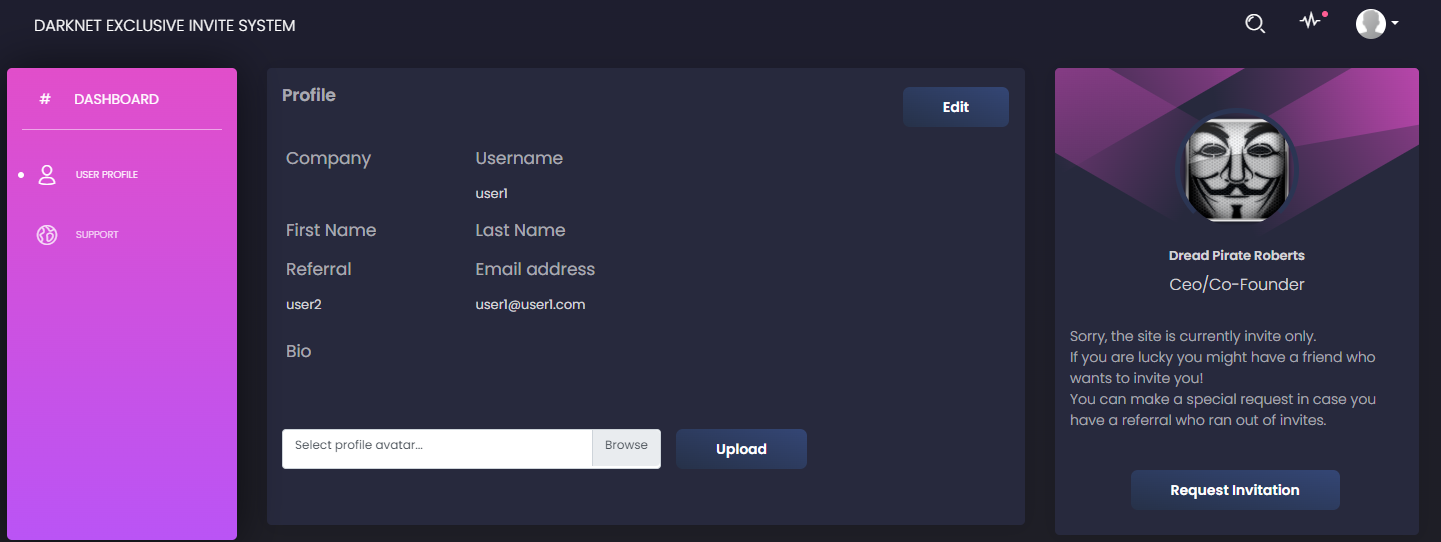 DARKNET EXCLUSIVE INVITE SYSTEM
# DASHBOARD
USER PROFILE
SUPPORT
Profile
Edit
Company Username
user1
First Name Last Name
Referral Email address
user2 user1@user1.com
Bio
Select profile avatar... Browse
Upload
Dread Pirate Roberts
Ceo/Co-Founder
Sorry, the site is currently invite only.
If you are lucky you might have a friend who
wants to invite you!
You can make a special request in case you
have a referral who ran out of invites.
Request Invitation